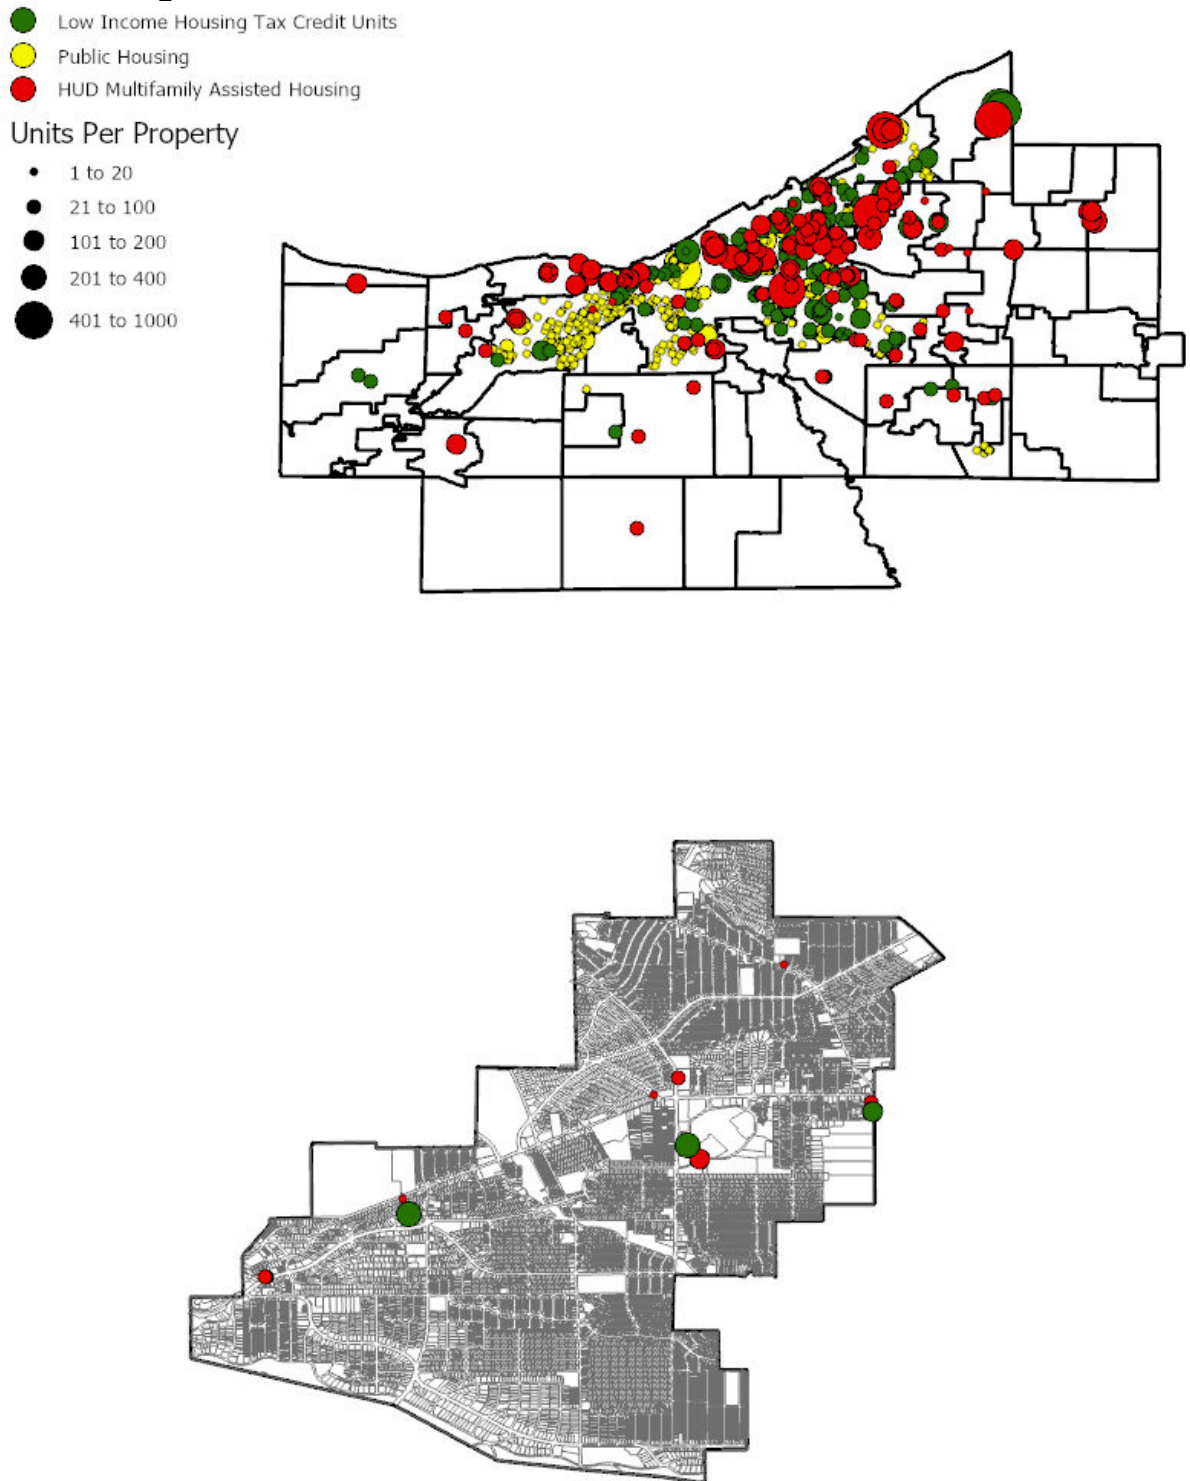 Low Income Housing Tax Credit Units
Public Housing
HUD Multifamily Assisted Housing
Units Per Property
1 to 20
21 to 100
101 to 200
201 to 400
401 to 1000